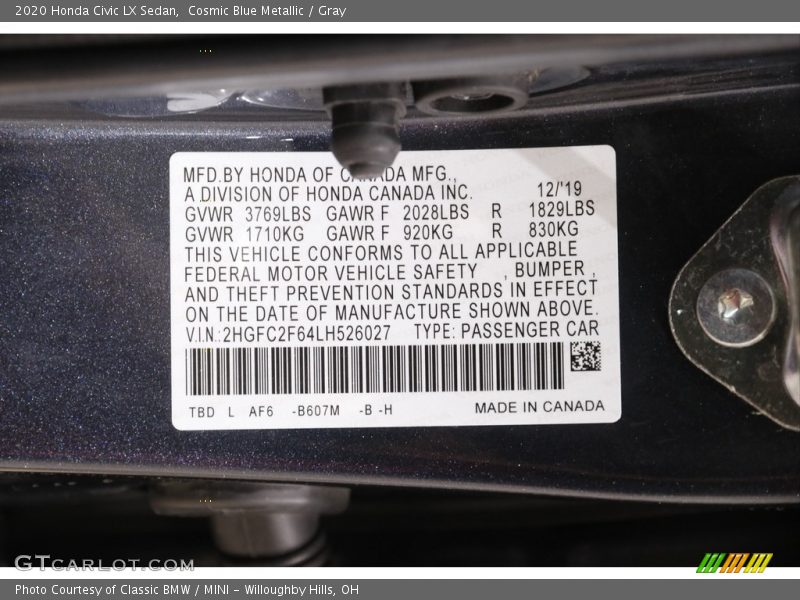 2020 Honda Civic LX Sedan,  Cosmic Blue Metallic / Gray
MFD.BY HONDA OF CANADA MFG.,
A DIVISION OF HONDA CANADA INC. 12/'19
GVWR 3769LBS GAWR F 2028LBS R 1829LBS
GVWR 1710KG GAWR F 920KG R 830KG
THIS VEHICLE CONFORMS TO ALL APPLICABLE
FEDERAL MOTOR VEHICLE SAFETY , BUMPER ,
AND THEFT PREVENTION STANDARDS IN EFFECT
ON THE DATE OF MANUFACTURE SHOWN ABOVE.
V.I.N.:2HGFC2F64LH526027 TYPE: PASSENGER CAR
TBD L AF6 -B607M -B -H MADE IN CANADA
GTCARLOT.COM
Photo Courtesy of Classic BMW / MINI - Willoughby Hills, OH